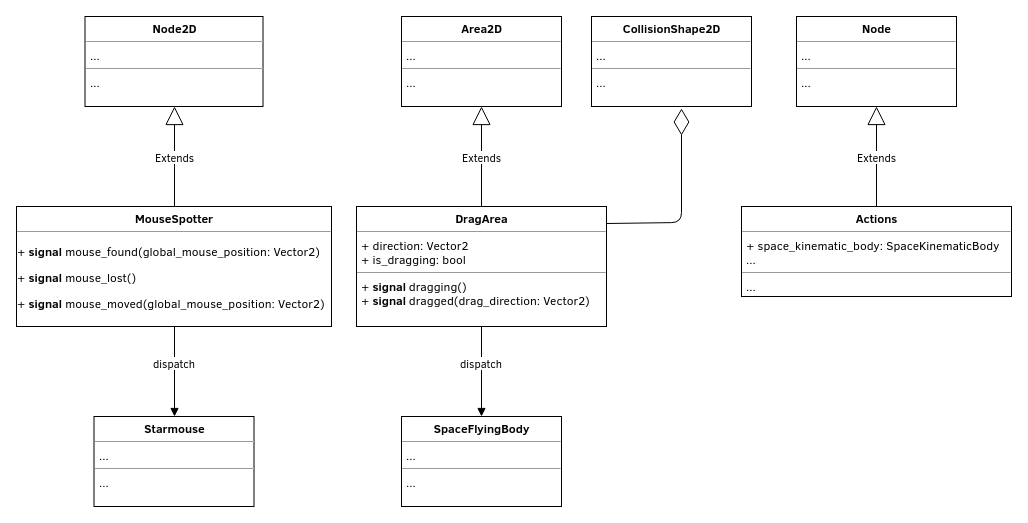 Node2D
...
...
Area2D
...
...
CollisionShape2D
...
...
Node
...
...
Extends
Extends
Extends
MouseSpotter
+ signal mouse_found(global_mouse_position: Vector2)
+ signal mouse_lost()
+ signal mouse_moved(global_mouse_position: Vector2)
DragArea
+ direction: Vector2
+ is_dragging: bool
+ signal dragging()
+ signal dragged(drag_direction: Vector2)
Actions
+ space_kinematic_body: SpaceKinematicBody
...
...
dispatch
dispatch
Starmouse
...
...
SpaceFlyingBody
...
...